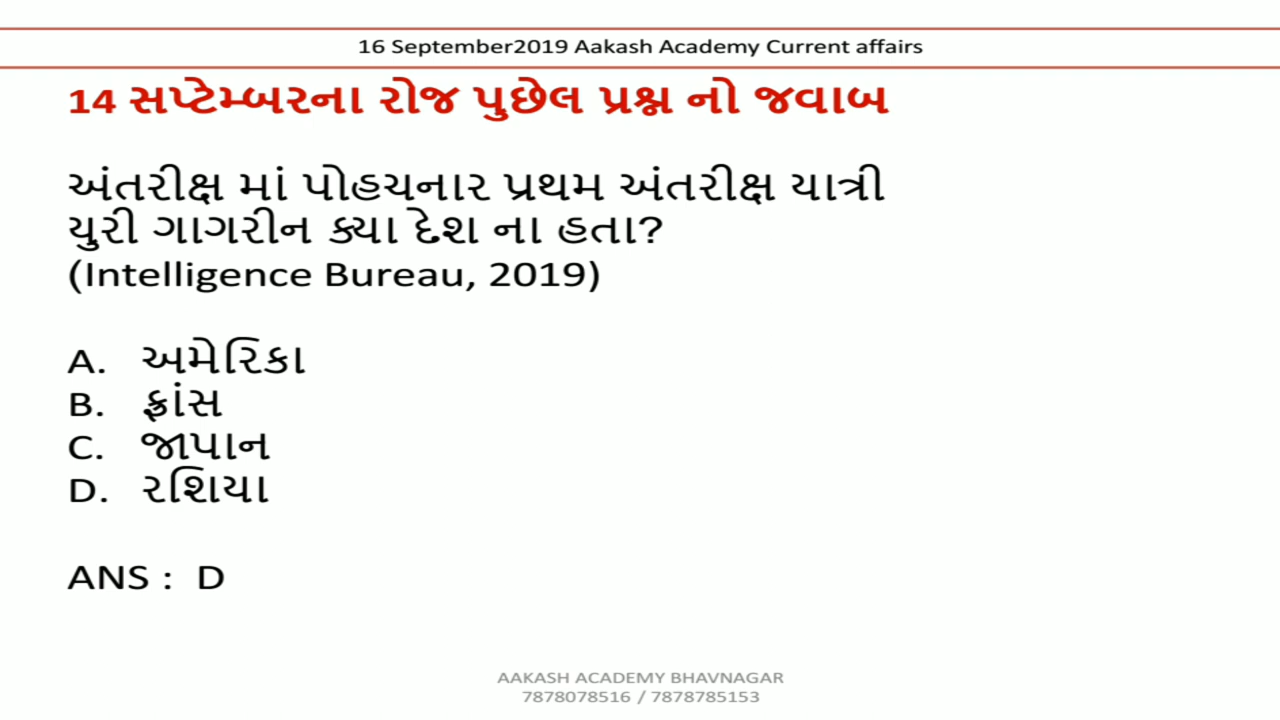 16 September2019 Aakash Academy Current affairs
14 સપ્ટેમ્બરના રોજ પુછેલ પ્રશ્ન નો જવાબ
અંતરીક્ષ માં પોહચનાર પ્રથમ અંતરીક્ષ યાત્રી
યુરી ગાગરીન ક્યા દેશ ના હતા?
(Intelligence Bureau, 2019)
A. અમેરિકા
B. ફ્રાંસ
C. જાપાન
D. રશિયા
ANS : D
AAKASH ACADEMY BHAVNAGAR
7878078516 / 7878785153